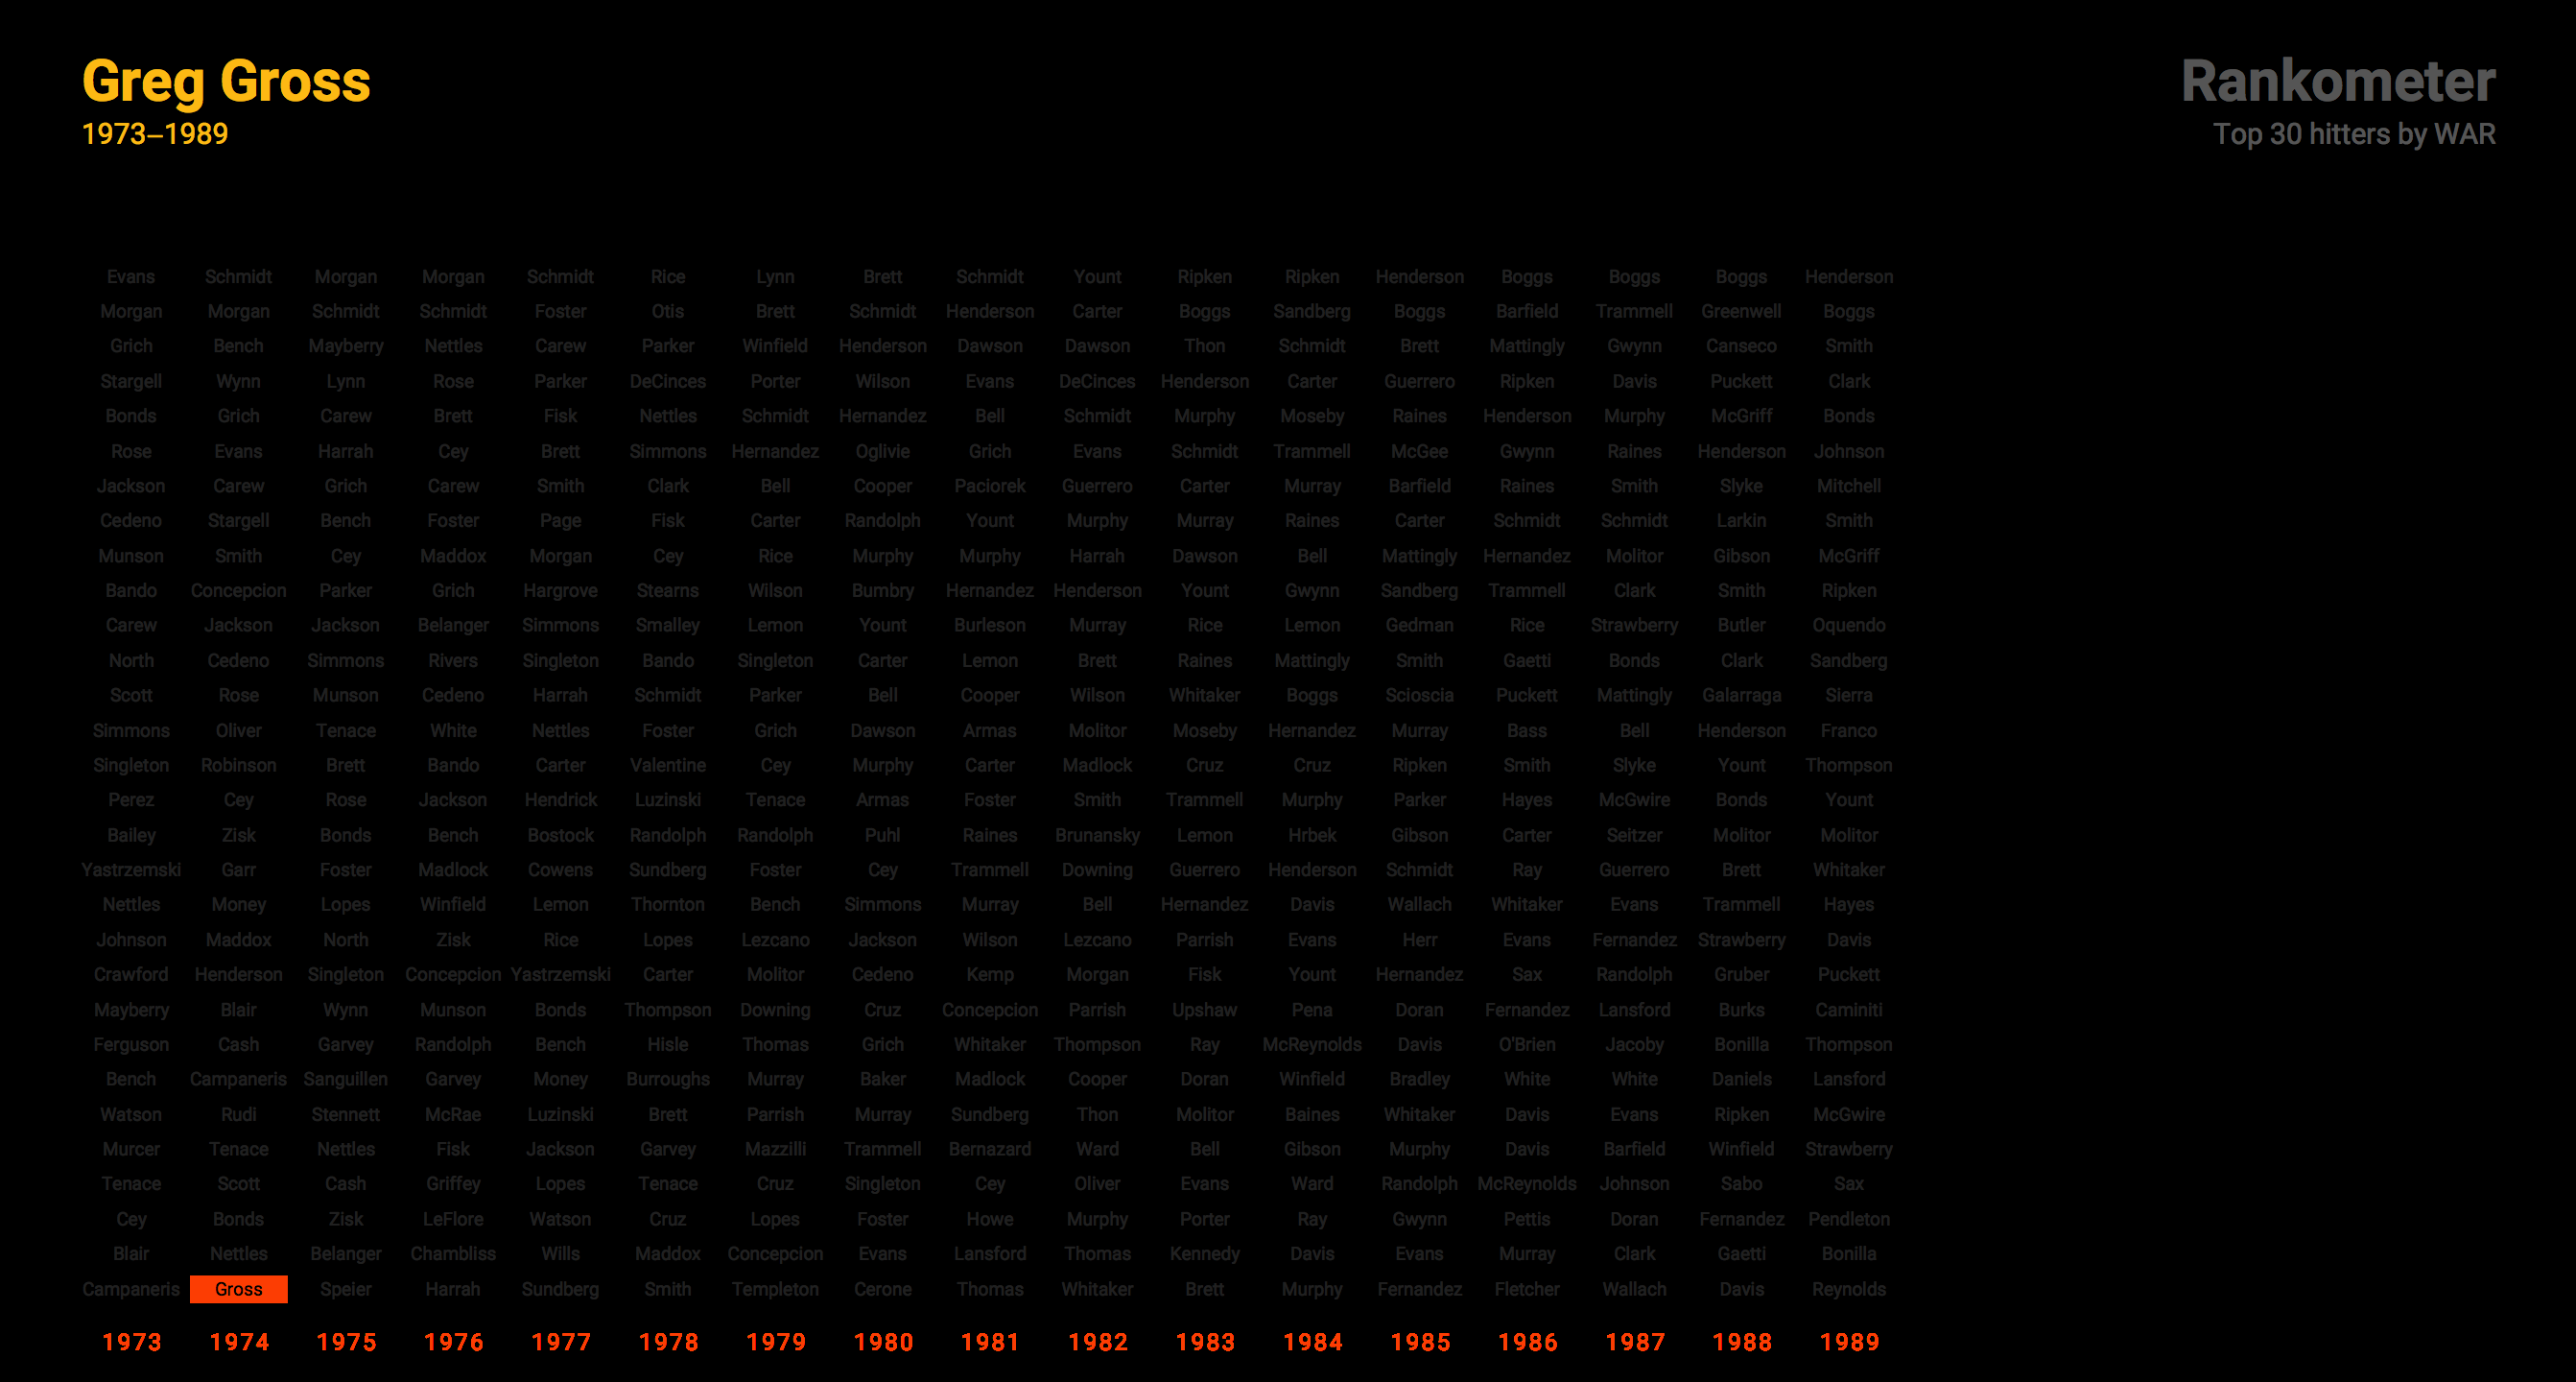 Greg Gross
1973–1989
Rankometer
Top 30 hitters by WAR
Evans Schmidt Morgan Morgan Schmidt Rice Lynn Brett Schmidt Yount Ripken Ripken Henderson Boggs Boggs Boggs Henderson
Morgan Morgan Schmidt Schmidt Foster Otis Brett Schmidt Henderson Carter Boggs Sandberg Boggs Barfield Trammell Greenwell Boggs
Grich Bench Mayberry Nettles Carew Parker Winfield Henderson Dawson Dawson Thon Schmidt Brett Mattingly Gwynn Canseco Smith
Stargell Wynn Lynn Rose Parker DeCinces Porter Wilson Evans DeCinces Henderson Carter Guerrero Ripken Davis Puckett Clark
Bonds Grich Carew Brett Fisk Nettles Schmidt Hernandez Bell Schmidt Murphy Moseby Raines Henderson Murphy McGriff Bonds
Rose Evans Harrah Cey Brett Simmons Hernandez Oglivie Grich Evans Schmidt Trammell McGee Gwynn Raines Henderson Johnson
Jackson Carew Grich Carew Smith Clark Bell Cooper Paciorek Guerrero Carter Murray Barfield Raines Smith Slyke Mitchell
Cedeno Stargell Bench Foster Page Fisk Carter Randolph Yount Murphy Murray Raines Carter Schmidt Schmidt Larkin Smith
Munson Smith Cey Maddox Morgan Cey Rice Murphy Murphy Harrah Dawson Bell Mattingly Hernandez Molitor Gibson McGriff
Bando Concepcion Parker Grich Hargrove Stearns Wilson Bumbry Hernandez Henderson Yount Gwynn Sandberg Trammell Clark Smith Ripken
Carew Jackson Jackson Belanger Simmons Smalley Lemon Yount Burleson Murray Rice Lemon Gedman Rice Strawberry Butler Oquendo
North Cedeno Simmons Rivers Singleton Bando Singleton Carter Lemon Brett Raines Mattingly Smith Gaetti Bonds Clark Sandberg
Scott Rose Munson Cedeno Harrah Schmidt Parker Bell Cooper Wilson Whitaker Boggs Scioscia Puckett Mattingly Galarraga Sierra
Simmons Oliver Tenace White Nettles Foster Grich Dawson Armas Molitor Moseby Hernandez Murray Bass Bell Henderson Franco
Singleton Robinson Brett Bando Carter Valentine Cey Murphy Carter Madlock Cruz Cruz Ripken Smith Slyke Yount Thompson
Perez Cey Rose Jackson Hendrick Luzinski Tenace Armas Foster Smith Trammell Murphy Parker Hayes McGwire Bonds Yount
Bailey Zisk Bonds Bench Bostock Randolph Randolph Puhl Raines Brunansky Lemon Hrbek Gibson Carter Seitzer Molitor Molitor
Yastrzemski Garr Foster Madlock Cowens Sundberg Foster Cey Trammell Downing Guerrero Henderson Schmidt Ray Guerrero Brett Whitaker
Nettles Money Lopes Winfield Lemon Thornton Bench Simmons Murray Bell Hernandez Davis Wallach Whitaker Evans Trammell Hayes
Johnson Maddox North Zisk Rice Lopes Lezcano Jackson Wilson Lezcano Parrish Evans Herr Evans Fernandez Strawberry Davis
Crawford Henderson Singleton Concepcion Yastrzemski Carter Molitor Cedeno Kemp Morgan Fisk Yount Hernandez Sax Randolph Gruber Puckett
Mayberry Blair Wynn Munson Bonds Thompson Downing Cruz Concepcion Parrish Upshaw Pena Doran Fernandez Lansford Burks Caminiti
Ferguson Cash Garvey Randolph Bench Hisle Thomas Grich Whitaker Thompson Ray McReynolds Davis O'Brien Jacoby Bonilla Thompson
Bench Campaneris Sanguillen Garvey Money Burroughs Murray Baker Madlock Cooper Doran Winfield Bradley White White Daniels Lansford
Watson Rudi Stennett McRae Luzinski Brett Parrish Murray Sundberg Thon Molitor Baines Whitaker Davis Evans Ripken McGwire
Murcer Tenace Nettles Fisk Jackson Garvey Mazzilli Trammell Bernazard Ward Bell Gibson Murphy Davis Barfield Winfield Strawberry
Tenace Scott Cash Griffey Lopes Tenace Cruz Singleton Cey Oliver Evans Ward Randolph McReynolds Johnson Sabo Sax
Cey Bonds Zisk LeFlore Watson Cruz Lopes Foster Howe Murphy Porter Ray Gwynn Pettis Doran Fernandez Pendleton
Blair Nettles Belanger Chambliss Wills Maddox Concepcion Evans Lansford Thomas Kennedy Davis Evans Murray Clark Gaetti Bonilla
Campaneris Gross Speier Harrah Sundberg Smith Templeton Cerone Thomas Whitaker Brett Murphy Fernandez Fletcher Wallach Davis Reynolds
1973 1974 1975 1976 1977 1978 1979 1980 1981 1982 1983 1984 1985 1986 1987 1988 1989